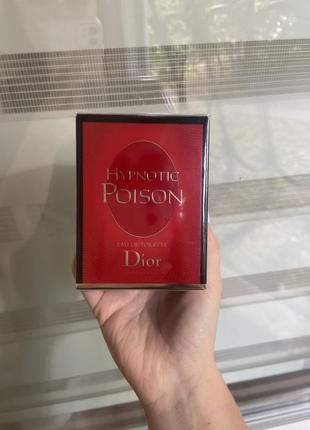 HYPNOTIC
POISON
EAU DE TOILETTE
Dior